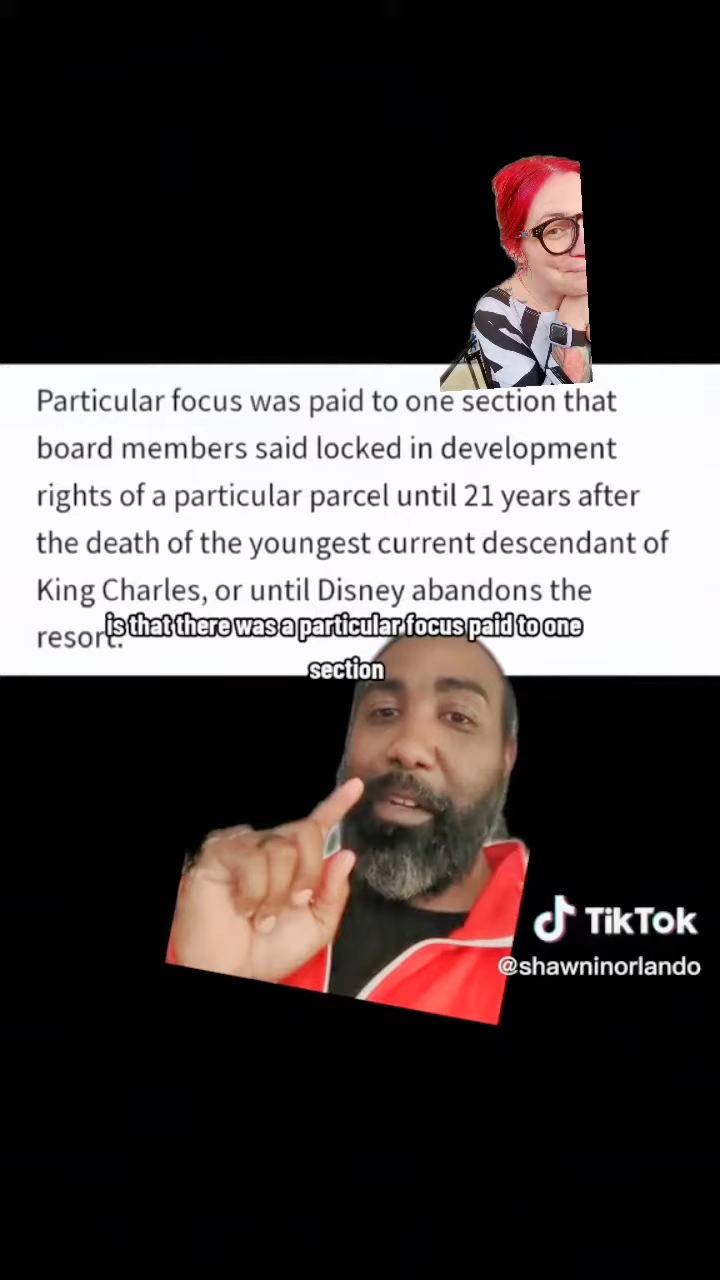 Particular focus was paid to one section that
board members said locked in development
rights of a particular parcel until 21 years after
the death of the youngest current descendant of
King Charles, or until Disney abandons the
resort.
is that there was a particular focus paid to one
section
TikTok
@shawninorlando